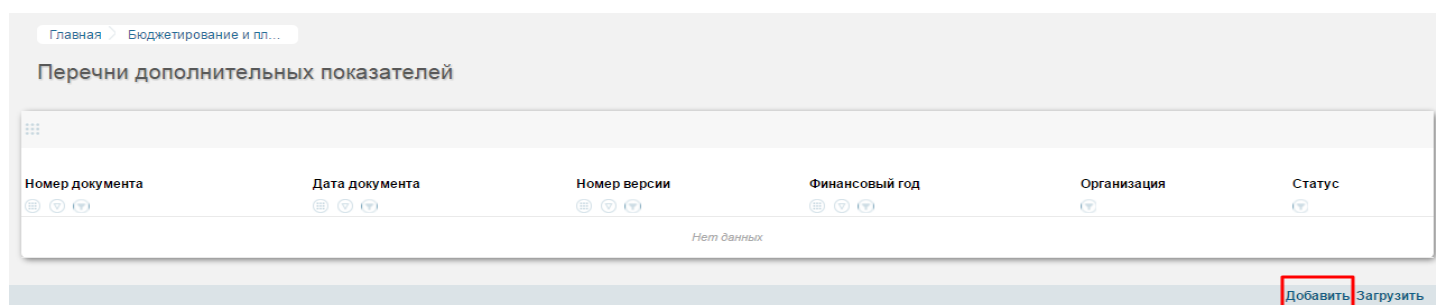 Главная Бюджетирование и пл...
Перечни дополнительных показателей
Номер документа Дата документа Номер версии Финансовый год Организация Статус
Нет данных
Добавить Загрузить